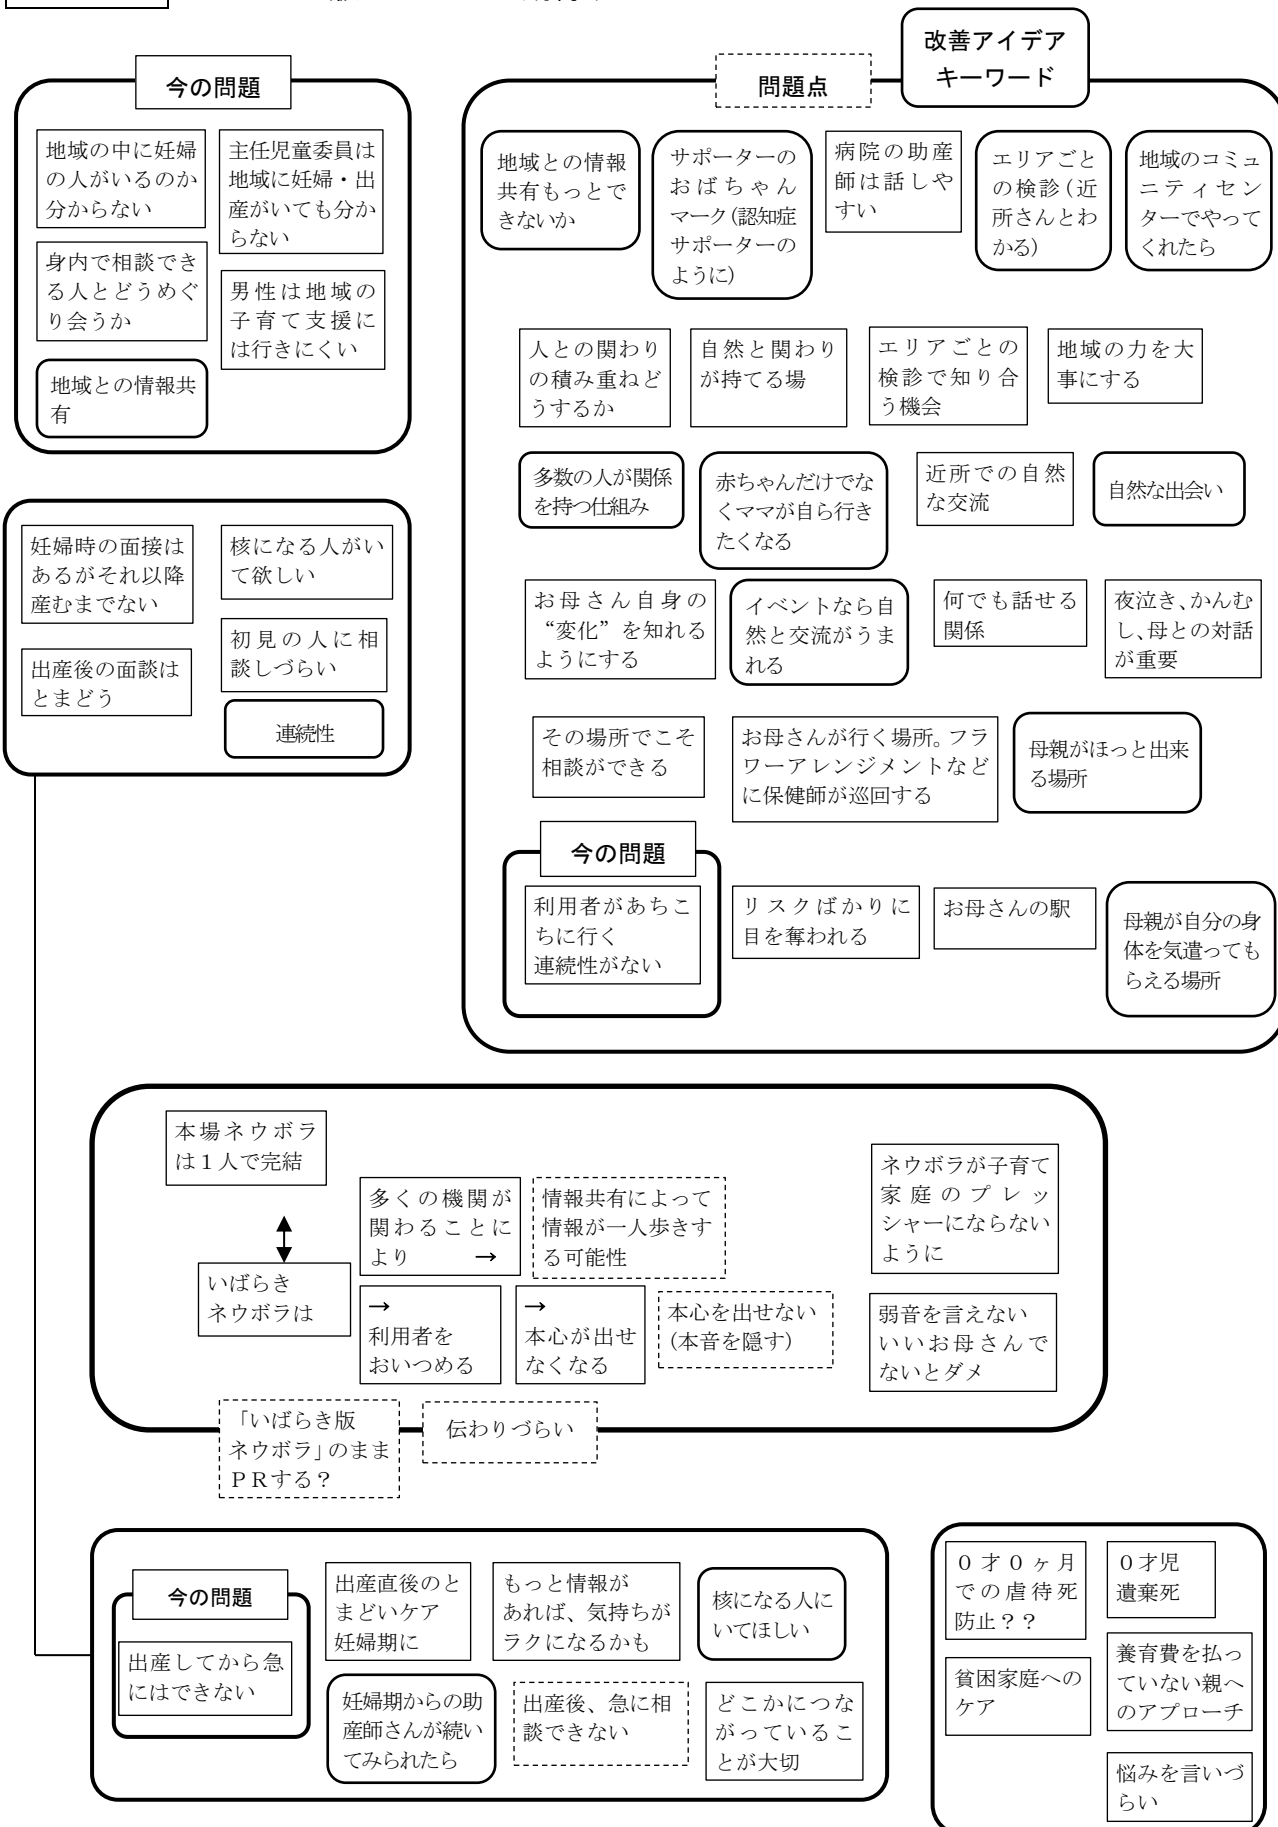 改善アイデア
キーワード
問題点
今の問題
地域の中に妊婦
の人がいるのか
分からない
主任児童委員は
地域に妊婦・出
産がいても分か
らない
身内で相談でき
る人とどうめぐ
り会うか
男性は地域の
子育て支援に
は行きにくい
地域との情報共
有
地域との情報
共有もっとで
きないか
サポーターの
おばちゃん
マーク(認知症
サポーターの
ように)
病院の助産
師は話しや
すい
エリアごと
の検診(近
所さんとわ
かる)
地域のコミュ
ニティセン
ターでやって
くれたら
人との関わり
の積み重ねど
うするか
自然と関わり
が持てる場
エリアごとの
検診で知り合
う機会
地域の力を大
事にする
多数の人が関係
を持つ仕組み
赤ちゃんだけでな
くママが自ら行き
たくなる
近所での自然
な交流
自然な出会い
お母さん自身の
“変化”を知れる
ようにする
イベントなら自
然と交流がうま
れる
何でも話せる
関係
夜泣き、かんむ
し、母との対話
が重要
その場所でこそ
相談ができる
お母さんが行く場所。フラ
ワーアレンジメントなど
に保健師が巡回する
母親がほっと出来
る場所
今の問題
利用者があちこ
ちに行く
連続性がない
リスクばかりに
目を奪われる
お母さんの駅
母親が自分の身
体を気遣っても
らえる場所
妊婦時の面接は
あるがそれ以降
産むまでない
核になる人がい
て欲しい
初見の人に相
談しづらい
出産後の面談は
とまどう
連続性
本場ネウボラ
は1人で完結
いばらき
ネウボラは
多くの機関が
関わることに
より →
情報共有によって
情報が一人歩きす
る可能性
→
利用者を
おいつめる
→
本心が出せ
なくなる
本心を出せない
(本音を隠す)
ネウボラが子育て
家庭のプレッ
シャーにならない
ように
弱音を言えない
いいお母さんで
ないとダメ
「いばらき版
ネウボラ」のまま
PRする?
伝わりづらい
今の問題
出産してから急
にはできない
出産直後のと
まどいケア
妊婦期に
もっと情報が
あれば、気持ちが
ラクになるかも
核になる人に
いてほしい
妊婦期からの助
産師さんが続い
てみられたら
出産後、急に相
談できない
どこかにつな
がっているこ
とが大切
0才0ヶ月
での虐待死
防止??
0才児
遺棄死
貧困家庭への
ケア
養育費を払っ
ていない親へ
のアプローチ
悩みを言いづ
らい